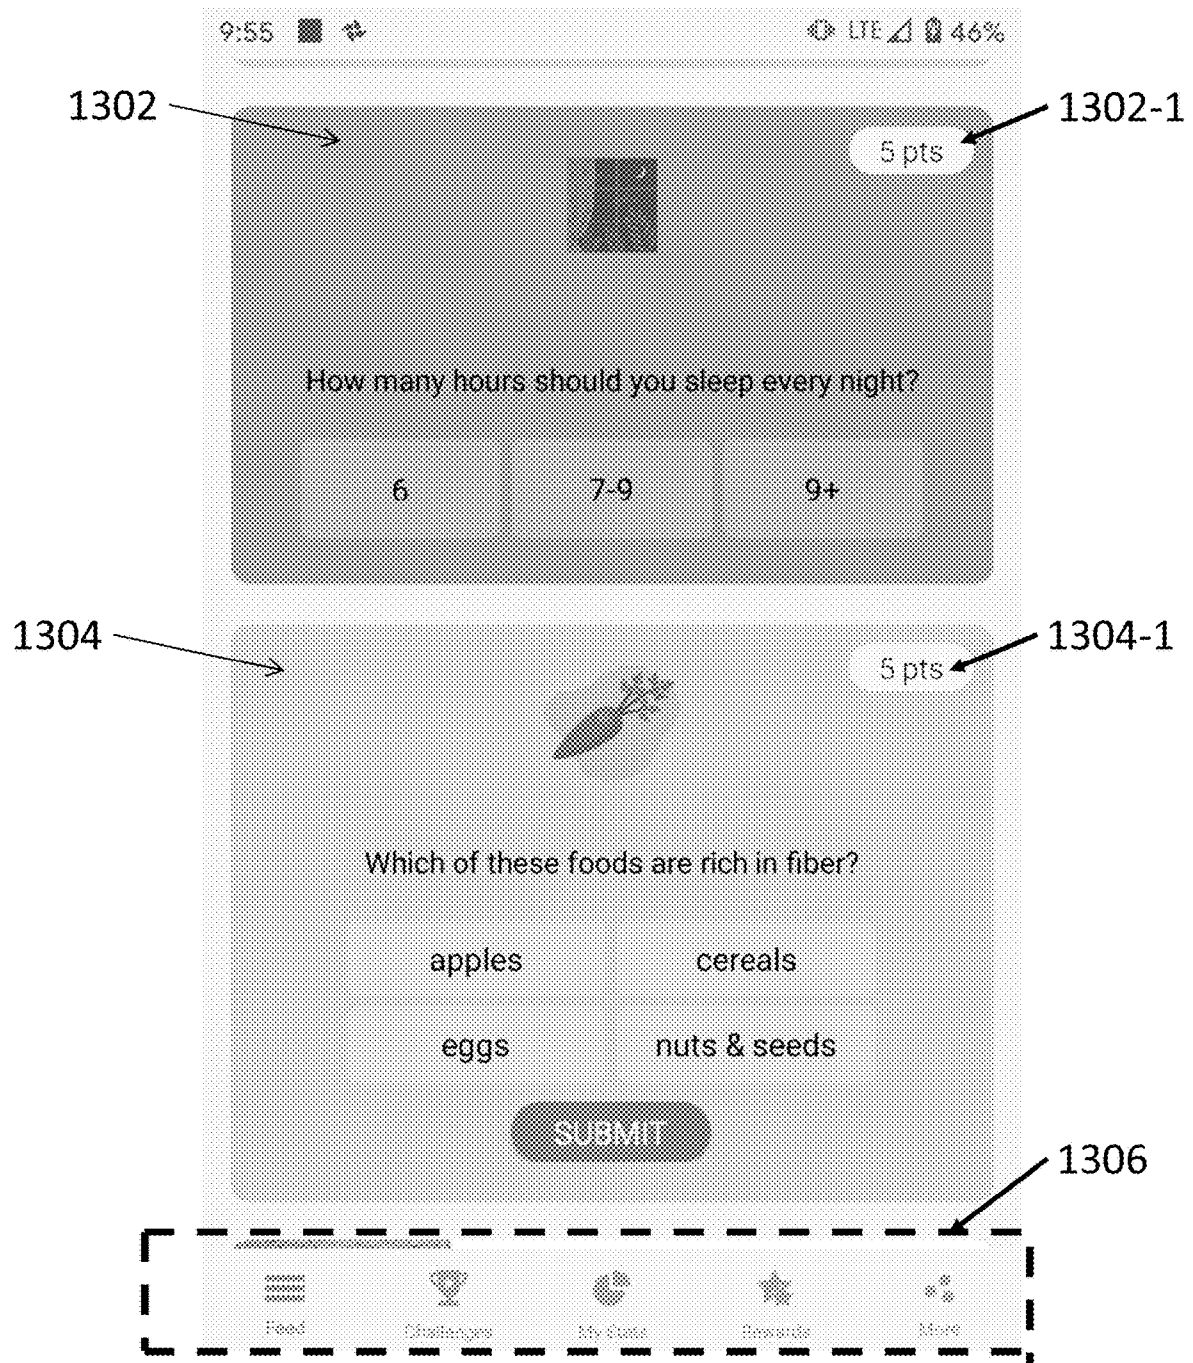 9:55 LTE 46%
1302 1302-1
5 pts
How many hours should you sleep every night?
6 7-9 9+
1304 1304-1
5 pts
Which of these foods are rich in fiber?
apples cereals
eggs nuts & seeds
SUBMIT
1306
Feed Challenges My Stats Rewards More